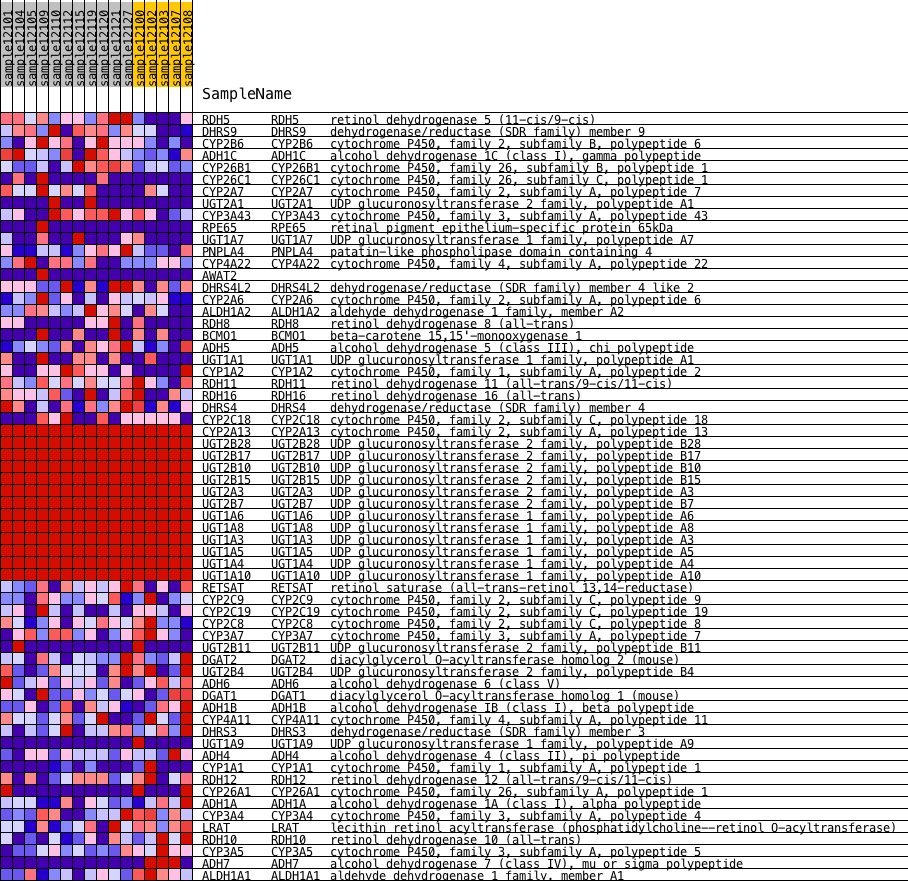 sample12101
sample12104
sample12105
sample12109
sample12110
sample12112
sample12115
sample12119
sample12120
sample12121
sample12127
sample12100
sample12102
sample12103
sample12107
sample12108
SampleName
RDH5 RDH5 retinol dehydrogenase 5 (11-cis/9-cis)
DHRS9 DHRS9 dehydrogenase/reductase (SDR family) member 9
CYP2B6 CYP2B6 cytochrome P450, family 2, subfamily B, polypeptide 6
ADH1C ADH1C alcohol dehydrogenase 1C (class I), gamma polypeptide
CYP26B1 CYP26B1 cytochrome P450, family 26, subfamily B, polypeptide 1
CYP26C1 CYP26C1 cytochrome P450, family 26, subfamily C, polypeptide 1
CYP2A7 CYP2A7 cytochrome P450, family 2, subfamily A, polypeptide 7
UGT2A1 UGT2A1 UDP glucuronosyltransferase 2 family, polypeptide A1
CYP3A43 CYP3A43 cytochrome P450, family 3, subfamily A, polypeptide 43
RPE65 RPE65 retinal pigment epithelium-specific protein 65kDa
UGT1A7 UGT1A7 UDP glucuronosyltransferase 1 family, polypeptide A7
PNPLA4 PNPLA4 patatin-like phospholipase domain containing 4
CYP4A22 CYP4A22 cytochrome P450, family 4, subfamily A, polypeptide 22
AWAT2
DHRS4L2 DHRS4L2 dehydrogenase/reductase (SDR family) member 4 like 2
CYP2A6 CYP2A6 cytochrome P450, family 2, subfamily A, polypeptide 6
ALDH1A2 ALDH1A2 aldehyde dehydrogenase 1 family, member A2
RDH8 RDH8 retinol dehydrogenase 8 (all-trans)
BCMO1 BCMO1 beta-carotene 15,15'-monooxygenase 1
ADH5 ADH5 alcohol dehydrogenase 5 (class III), chi polypeptide
UGT1A1 UGT1A1 UDP glucuronosyltransferase 1 family, polypeptide A1
CYP1A2 CYP1A2 cytochrome P450, family 1, subfamily A, polypeptide 2
RDH11 RDH11 retinol dehydrogenase 11 (all-trans/9-cis/11-cis)
RDH16 RDH16 retinol dehydrogenase 16 (all-trans)
DHRS4 DHRS4 dehydrogenase/reductase (SDR family) member 4
CYP2C18 CYP2C18 cytochrome P450, family 2, subfamily C, polypeptide 18
CYP2A13 CYP2A13 cytochrome P450, family 2, subfamily A, polypeptide 13
UGT2B28 UGT2B28 UDP glucuronosyltransferase 2 family, polypeptide B28
UGT2B17 UGT2B17 UDP glucuronosyltransferase 2 family, polypeptide B17
UGT2B10 UGT2B10 UDP glucuronosyltransferase 2 family, polypeptide B10
UGT2B15 UGT2B15 UDP glucuronosyltransferase 2 family, polypeptide B15
UGT2A3 UGT2A3 UDP glucuronosyltransferase 2 family, polypeptide A3
UGT2B7 UGT2B7 UDP glucuronosyltransferase 2 family, polypeptide B7
UGT1A6 UGT1A6 UDP glucuronosyltransferase 1 family, polypeptide A6
UGT1A8 UGT1A8 UDP glucuronosyltransferase 1 family, polypeptide A8
UGT1A3 UGT1A3 UDP glucuronosyltransferase 1 family, polypeptide A3
UGT1A5 UGT1A5 UDP glucuronosyltransferase 1 family, polypeptide A5
UGT1A4 UGT1A4 UDP glucuronosyltransferase 1 family, polypeptide A4
UGT1A10 UGT1A10 UDP glucuronosyltransferase 1 family, polypeptide A10
RETSAT RETSAT retinol saturase (all-trans-retinol 13,14-reductase)
CYP2C9 CYP2C9 cytochrome P450, family 2, subfamily C, polypeptide 9
CYP2C19 CYP2C19 cytochrome P450, family 2, subfamily C, polypeptide 19
CYP2C8 CYP2C8 cytochrome P450, family 2, subfamily C, polypeptide 8
CYP3A7 CYP3A7 cytochrome P450, family 3, subfamily A, polypeptide 7
UGT2B11 UGT2B11 UDP glucuronosyltransferase 2 family, polypeptide B11
DGAT2 DGAT2 diacylglycerol O-acyltransferase homolog 2 (mouse)
UGT2B4 UGT2B4 UDP glucuronosyltransferase 2 family, polypeptide B4
ADH6 ADH6 alcohol dehydrogenase 6 (class V)
DGAT1 DGAT1 diacylglycerol O-acyltransferase homolog 1 (mouse)
ADH1B ADH1B alcohol dehydrogenase IB (class I), beta polypeptide
CYP4A11 CYP4A11 cytochrome P450, family 4, subfamily A, polypeptide 11
DHRS3 DHRS3 dehydrogenase/reductase (SDR family) member 3
UGT1A9 UGT1A9 UDP glucuronosyltransferase 1 family, polypeptide A9
ADH4 ADH4 alcohol dehydrogenase 4 (class II), pi polypeptide
CYP1A1 CYP1A1 cytochrome P450, family 1, subfamily A, polypeptide 1
RDH12 RDH12 retinol dehydrogenase 12 (all-trans/9-cis/11-cis)
CYP26A1 CYP26A1 cytochrome P450, family 26, subfamily A, polypeptide 1
ADH1A ADH1A alcohol dehydrogenase 1A (class I), alpha polypeptide
CYP3A4 CYP3A4 cytochrome P450, family 3, subfamily A, polypeptide 4
LRAT LRAT lecithin retinol acyltransferase (phosphatidylcholine--retinol O-acyltransferase)
RDH10 RDH10 retinol dehydrogenase 10 (all-trans)
CYP3A5 CYP3A5 cytochrome P450, family 3, subfamily A, polypeptide 5
ADH7 ADH7 alcohol dehydrogenase 7 (class IV), mu or sigma polypeptide
ALDH1A1 ALDH1A1 aldehyde dehydrogenase 1 family, member A1